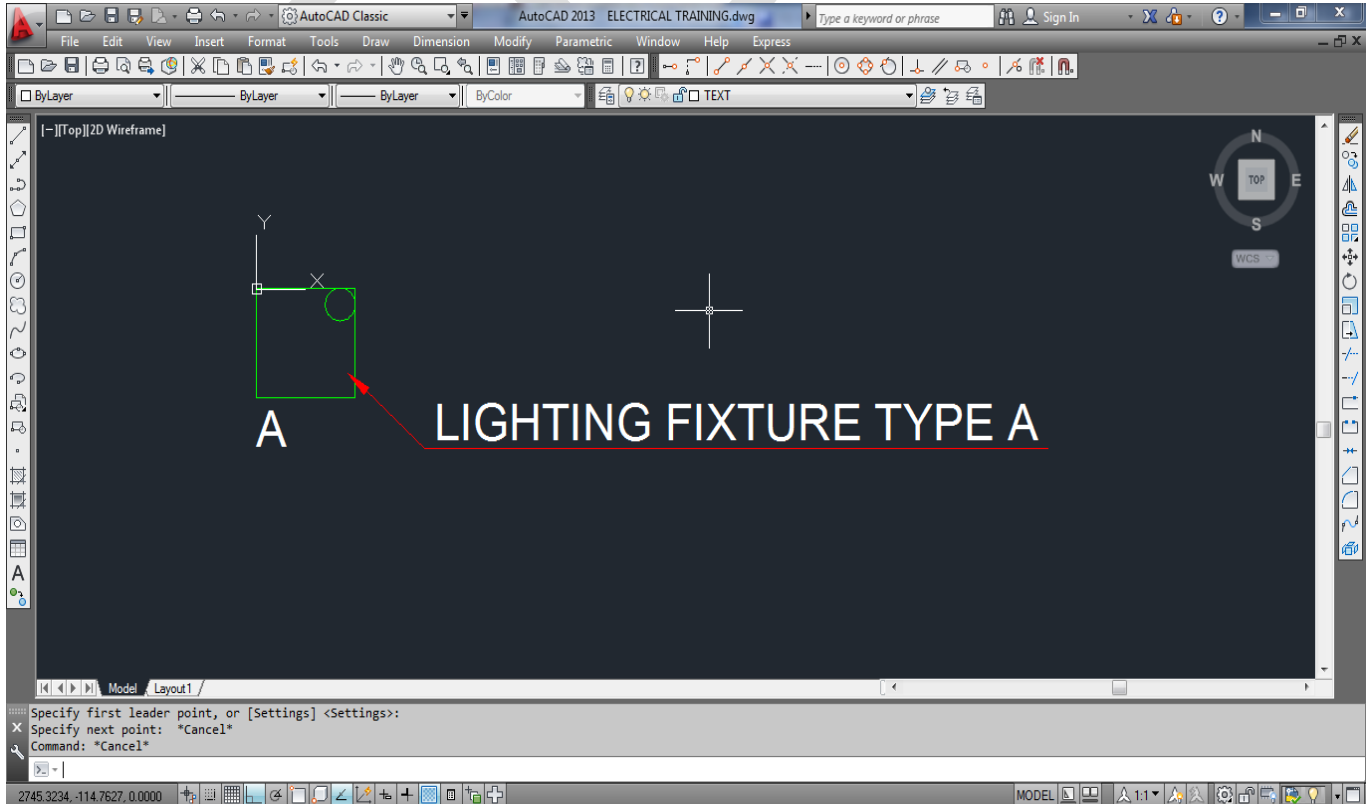 AutoCAD Classic AutoCAD 2013 ELECTRICAL TRAINING.dwg Type a keyword or phrase Sign In
File Edit View Insert Format Tools Draw Dimension Modify Parametric Window Help Express
ByLayer ByLayer ByLayer ByColor TEXT
[−][Top][2D Wireframe]
N
W TOP E
S
WCS
Y
X
A LIGHTING FIXTURE TYPE A
A
Model Layout1
Specify first leader point, or [Settings] <Settings>:
Specify next point: *Cancel*
Command: *Cancel*
2745.3234, -114.7627, 0.0000 MODEL 1:1